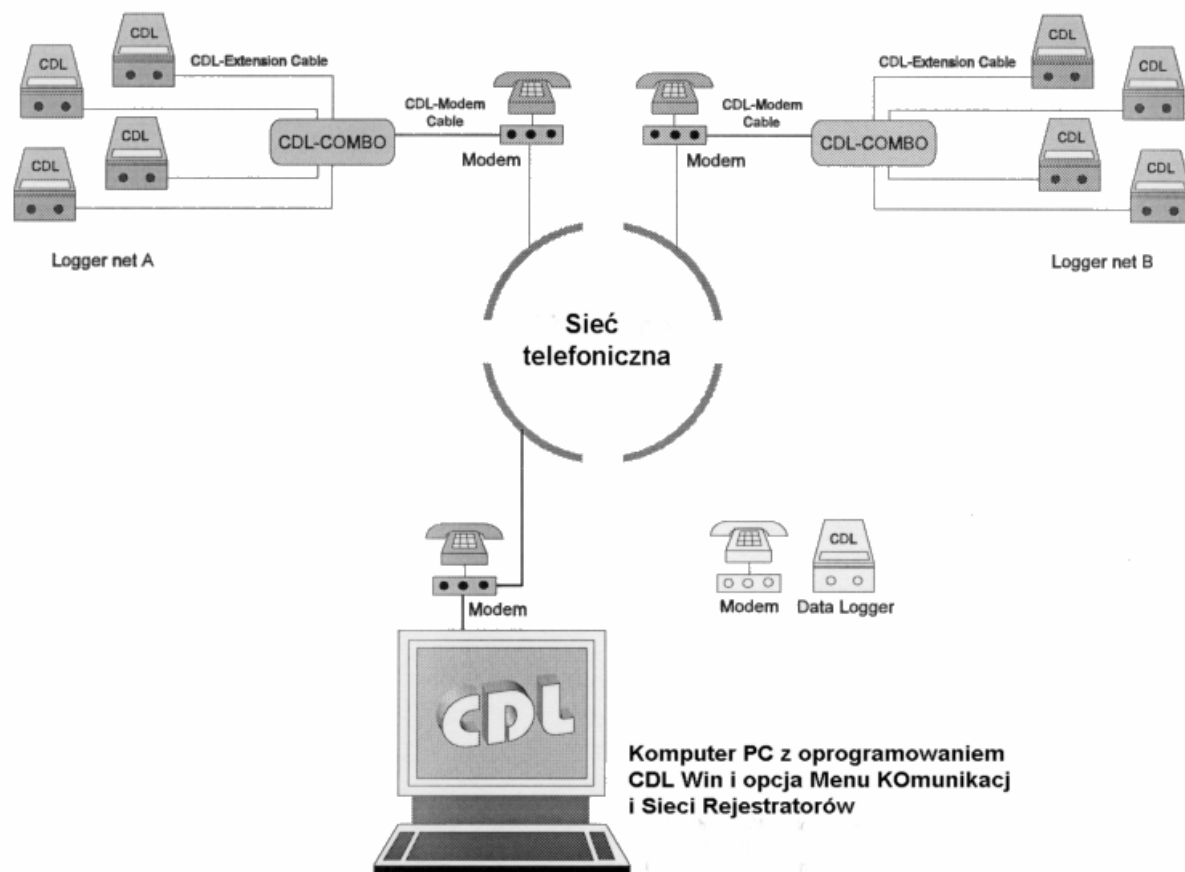 CDL
CDL
CDL
CDL
CDL-Extension Cable
CDL-COMBO
CDL-Modem
Cable
Modem
Logger net A
CDL-Extension Cable
CDL-Modem
Cable
Modem
CDL-COMBO
CDL
CDL
CDL
CDL
Logger net B
Sieć
telefoniczna
Modem
CDL
Modem
Data Logger
CDL
Komputer PC z oprogramowaniem
CDL Win i opcja Menu KOmunikacj
i Sieci Rejestratorów